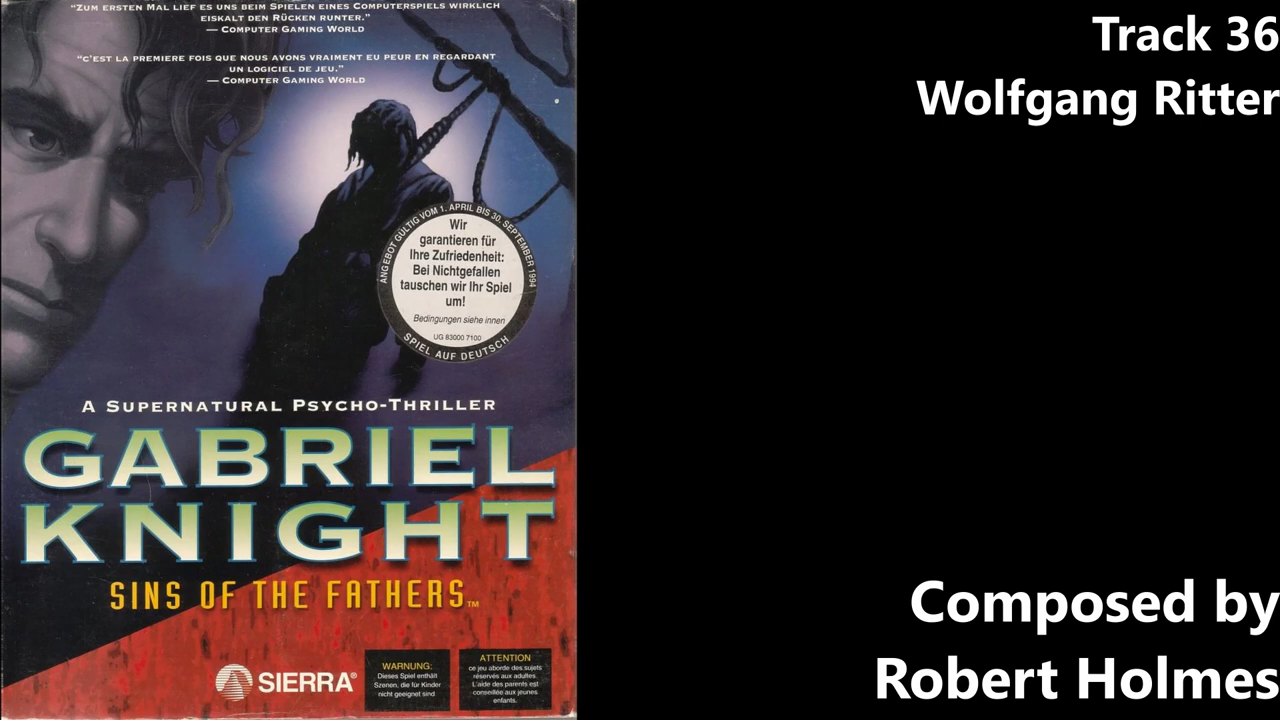 “Zum ersten Mal lief es uns beim Spielen eines Computerspiels wirklich
eiskalt den Rücken runter.”
— Computer Gaming World
“c'est la premiere fois que nous avons vraiment eu peur en regardant
un logiciel de jeu.”
— Computer Gaming World
ANGEBOT GÜLTIG VOM 1. APRIL BIS 30. SEPTEMBER 1994
Wir
garantieren für
Ihre Zufriedenheit:
Bei Nichtgefallen
tauschen wir Ihr Spiel
um!
Bedingungen siehe innen
UG 83000 7100
SPIEL AUF DEUTSCH
A Supernatural Psycho-Thriller
GABRIEL
KNIGHT
SINS OF THE FATHERS™
SIERRA®
WARNUNG:
Dieses Spiel enthält
Szenen, die für Kinder
nicht geeignet sind
ATTENTION
ce jeu aborde des sujets
réservés aux adultes.
L'aide des parents est
conseillée aux jeunes
enfants.
Track 36
Wolfgang Ritter
Composed by
Robert Holmes